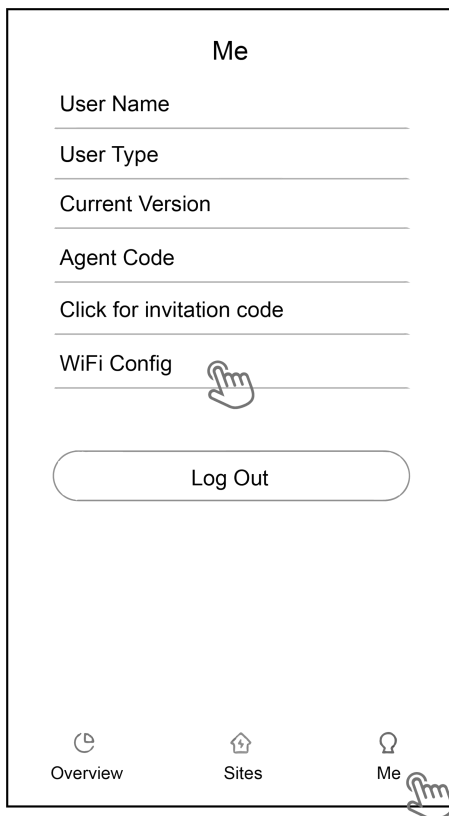 Me
User Name
User Type
Current Version
Agent Code
Click for invitation code
WiFi Config
Log Out
Overview Sites Me